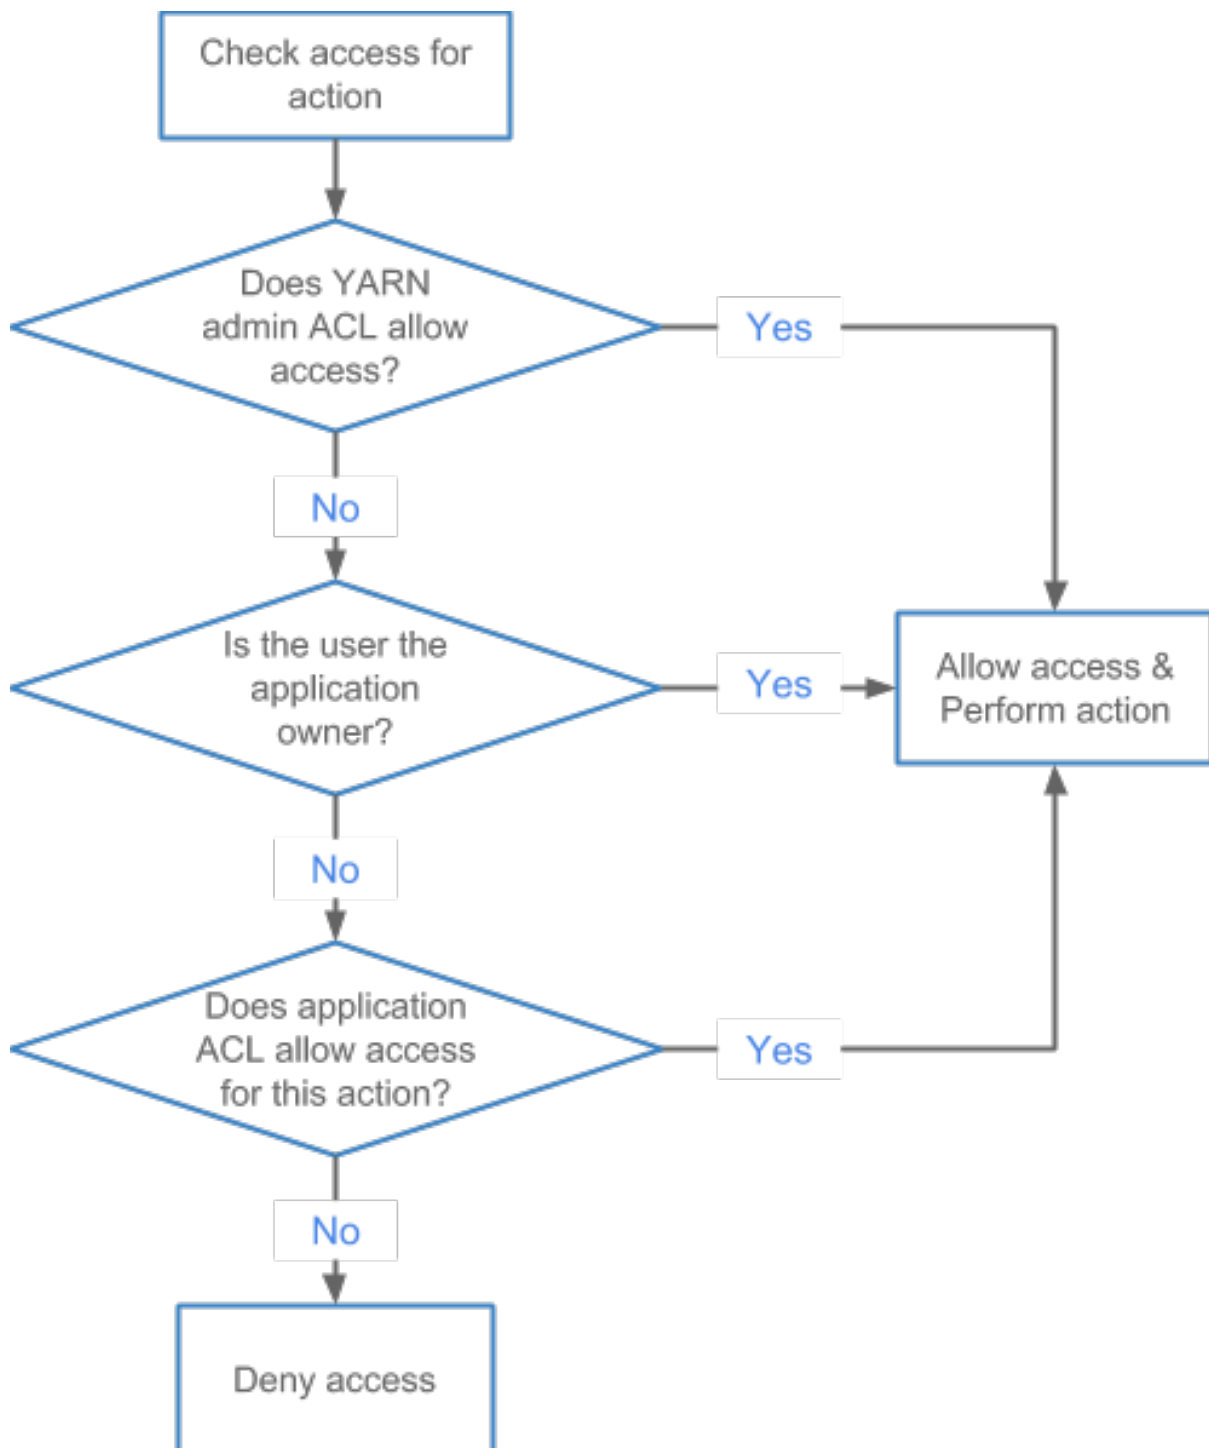 Check access for
action
Does YARN
admin ACL allow
access?
Yes
No
Is the user the
application
owner?
Yes
Allow access &
Perform action
No
Does application
ACL allow access
for this action?
Yes
No
Deny access